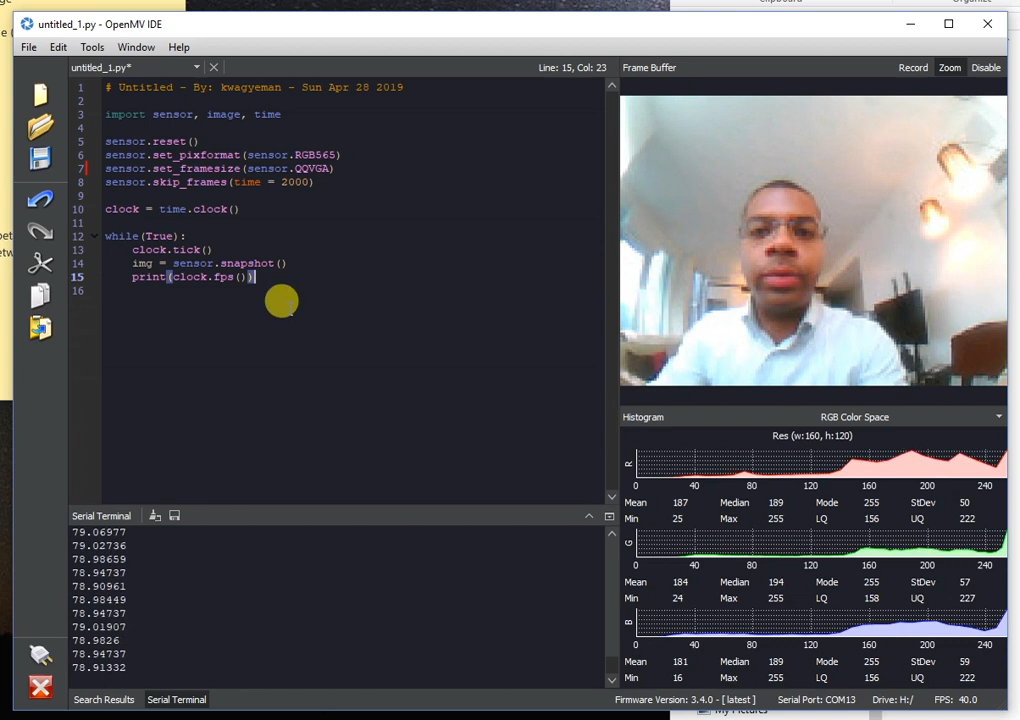 Clipboard
Organize
untitled_1.py - OpenMV IDE
File Edit Tools Window Help
untitled_1.py* Line: 15, Col: 23 Frame Buffer Record Zoom Disable
1 # Untitled - By: kwagyeman - Sun Apr 28 2019
2
3 import sensor, image, time
4
5 sensor.reset()
6 sensor.set_pixformat(sensor.RGB565)
7 sensor.set_framesize(sensor.QQVGA)
8 sensor.skip_frames(time = 2000)
9
10 clock = time.clock()
11
12 while(True):
13 clock.tick()
14 img = sensor.snapshot()
15 print(clock.fps())
16
Histogram RGB Color Space
Res (w:160, h:120)
R
0 40 80 120 160 200 240
Mean 187 Median 189 Mode 255 StDev 50
Min 25 Max 255 LQ 156 UQ 222
G
0 40 80 120 160 200 240
Mean 184 Median 194 Mode 255 StDev 57
Min 24 Max 255 LQ 158 UQ 227
B
0 40 80 120 160 200 240
Mean 181 Median 189 Mode 255 StDev 59
Min 16 Max 255 LQ 156 UQ 222
Serial Terminal
79.06977
79.02736
78.98659
78.94737
78.90961
78.98449
78.94737
79.01907
78.9826
78.94737
78.91332
Search Results Serial Terminal Firmware Version: 3.4.0 - [ latest ] Serial Port: COM13 Drive: H:/ FPS: 40.0
My Pictures